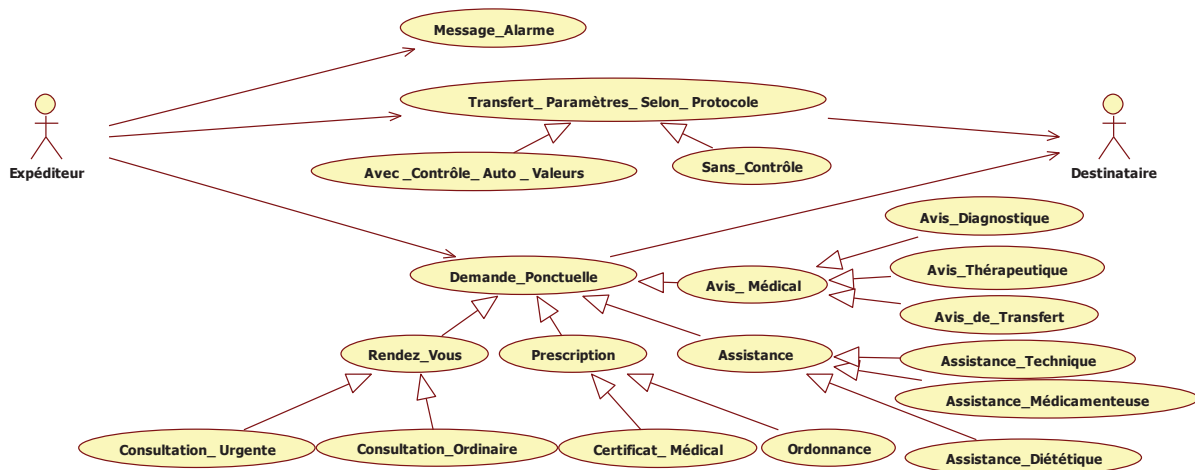 Message_Alarme
Transfert_ Paramètres_ Selon_ Protocole
Expéditeur
Avec _Contrôle_ Auto _ Valeurs
Sans_Contrôle
Destinataire
Avis_Diagnostique
Demande_Ponctuelle
Avis_ Médical
Avis_Thérapeutique
Avis_de_Transfert
Rendez_Vous
Prescription
Assistance
Assistance_Technique
Assistance_Médicamenteuse
Consultation_ Urgente
Consultation_Ordinaire
Certificat_ Médical
Ordonnance
Assistance_Diététique